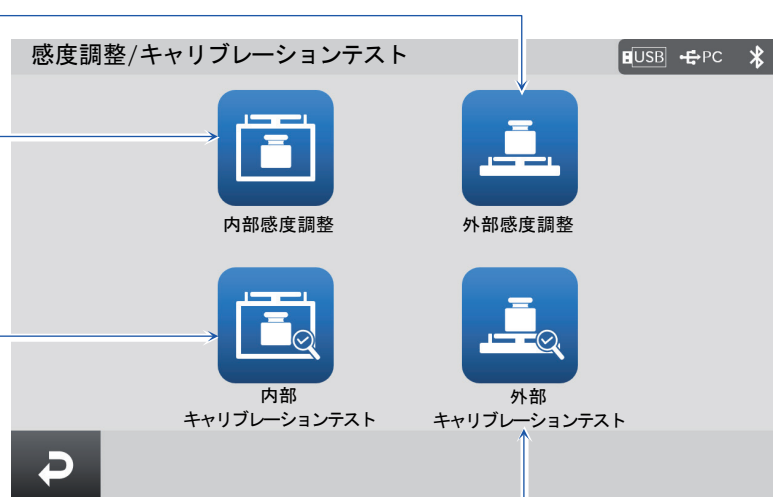 感度調整/キャリブレーションテスト
USB PC
内部感度調整
外部感度調整
内部
キャリブレーションテスト
外部
キャリブレーションテスト